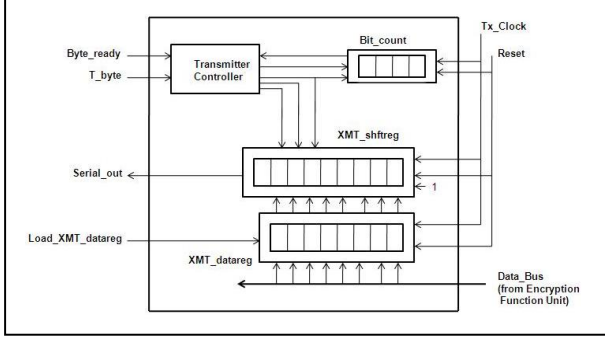 Tx_Clock
Bit_count
Byte_ready
Transmitter
Controller
Reset
T_byte
XMT_shftreg
Serial_out
1
Load_XMT_datareg
XMT_datareg
Data_Bus
(from Encryption
Function Unit)